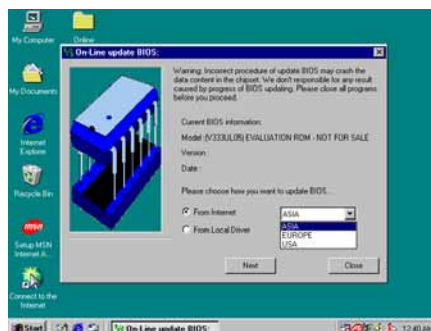 My Computer
Online
On-Line update BIOS:
Warning: Incorrect procedure of update BIOS may crash the
data content in the chipset. We don't responsible for any result
caused by progress of BIOS updating. Please close all programs
before you proceed.
My Documents
Current BIOS information:
Model :(V333UL05) EVALUATION ROM - NOT FOR SALE
Version :
Date :
Internet
Explorer
Please choose how you want to update BIOS...
Recycle Bin
From Internet
ASIA
From Local Driver
ASIA
EUROPE
USA
Setup MSN
Internet A...
Next
Close
Connect to the
Internet
Start
On-Line update BIOS:
12:40 AM